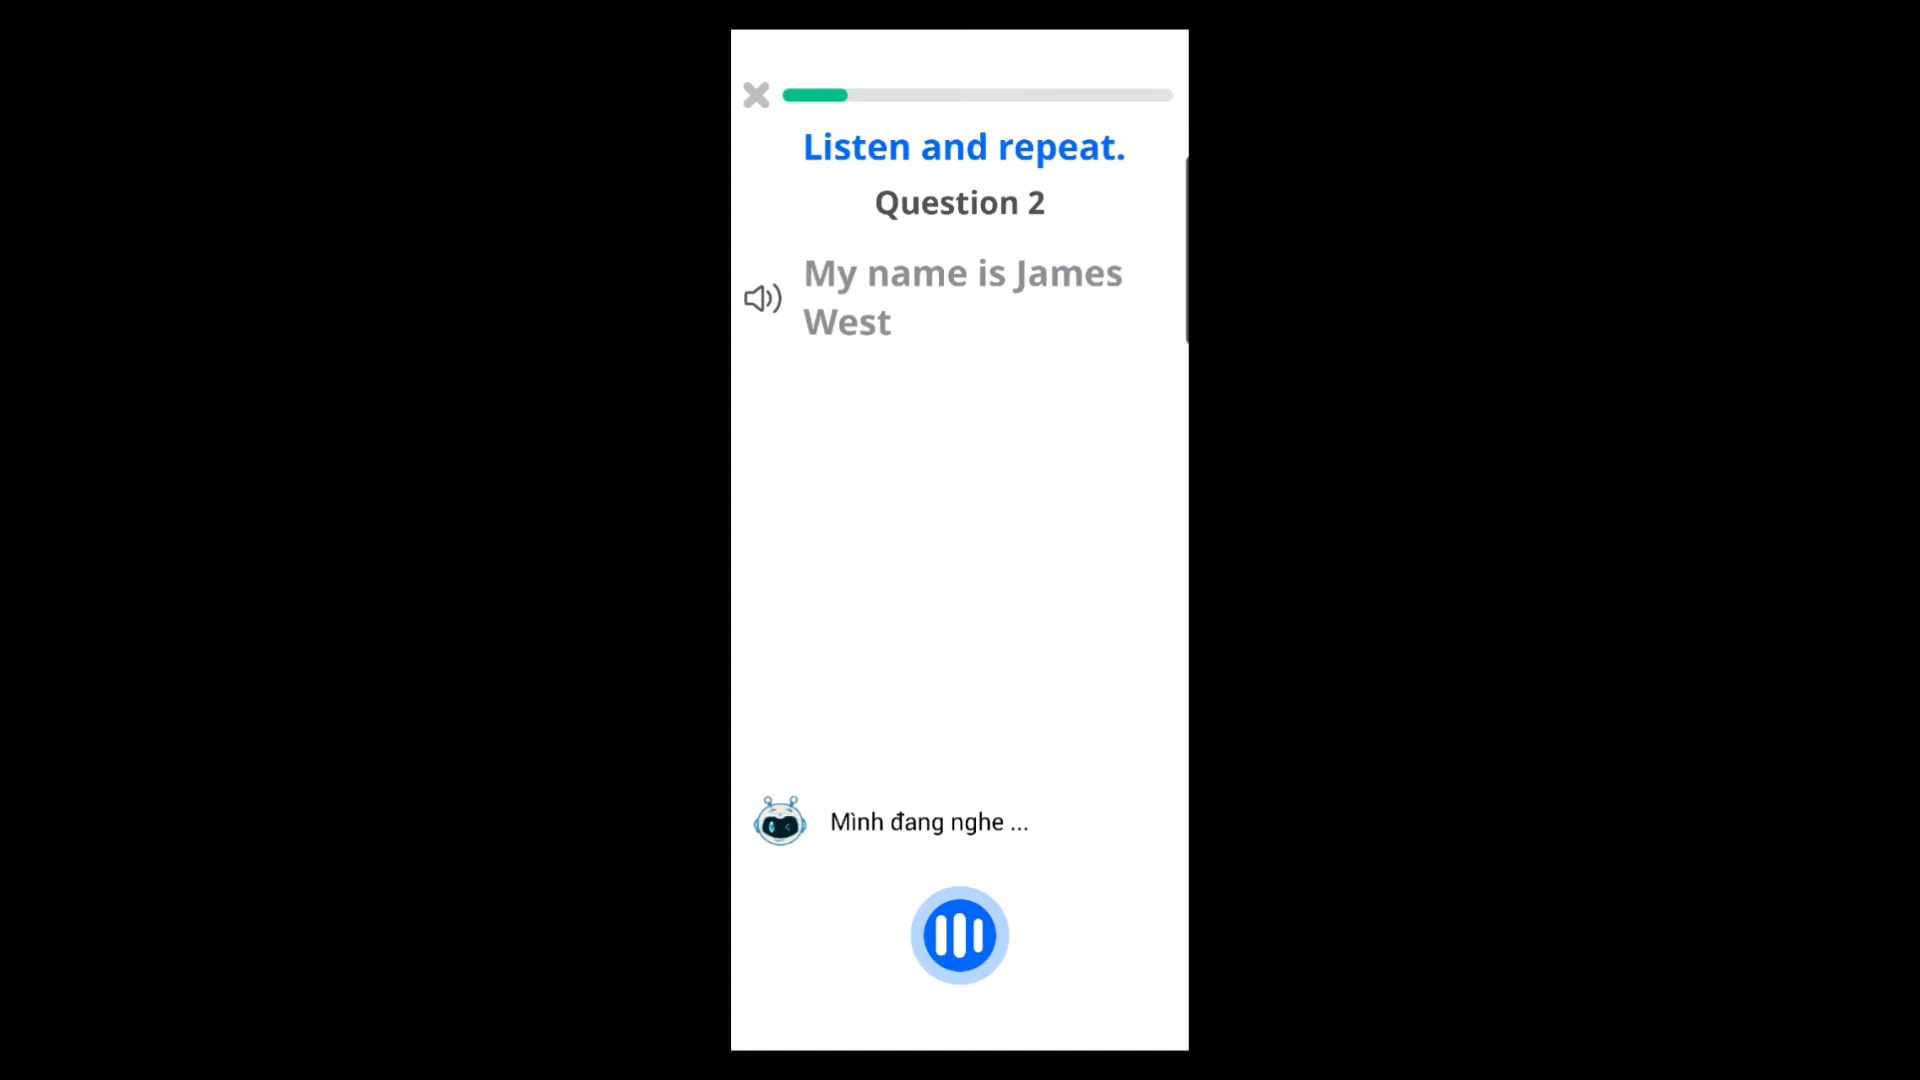 Listen and repeat.
Question 2
My name is James
West
Mình đang nghe ...